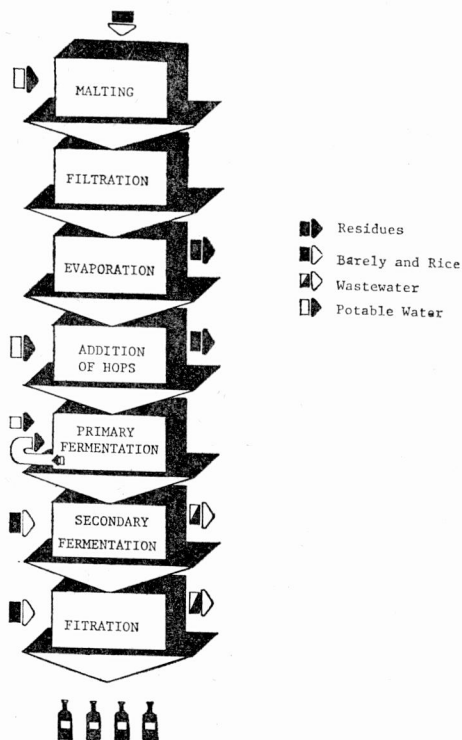 MALTING
FILTRATION
EVAPORATION
ADDITION
OF HOPS
PRIMARY
FERMENTATION
SECONDARY
FERMENTATION
FITRATION
Residues
Barely and Rice
Wastewater
Potable Water